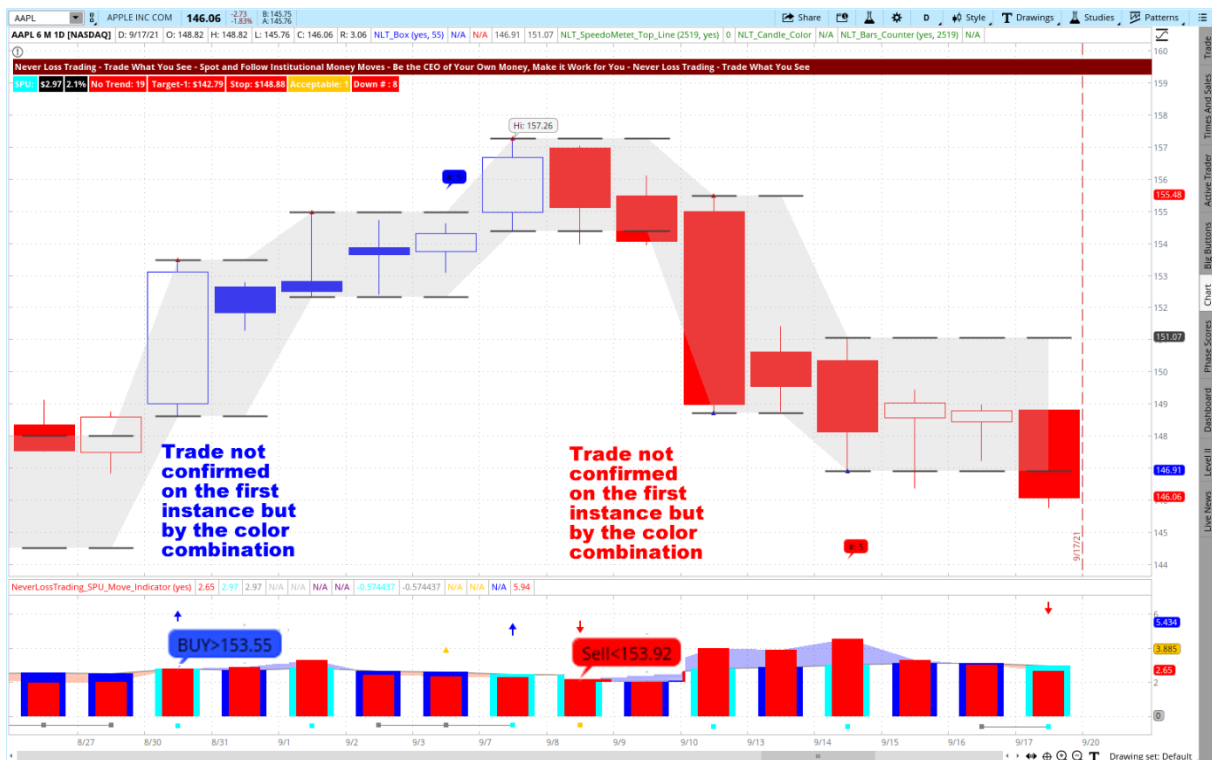 AAPL APPLE INC COM 146.06 -2.73 -1.83% B: 145.75 A: 145.76 Share D Style Drawings Studies Patterns
AAPL 6 M 1D [NASDAQ] D: 9/17/21 O: 148.82 H: 148.82 L: 145.76 C: 146.06 R: 3.06 NLT_Box (yes, 55) N/A N/A 146.91 151.07 NLT_SpeedoMetet_Top_Line (2519, yes) 0 NLT_Candle_Color N/A NLT_Bars_Counter (yes, 2519) N/A
Never Loss Trading - Trade What You See - Spot and Follow Institutional Money Moves - Be the CEO of Your Own Money, Make it Work for You - Never Loss Trading - Trade What You See
SPU: $2.97 2.1% No Trend: 19 Target-1: $142.79 Stop: $148.88 Acceptable: 1 Down # : 8
160
159
158
157
156
155.48
155
154
153
152
151.07
150
149
148
146.91
146.06
145
144
Hi: 157.26
Trade not
confirmed
on the first
instance but
by the color
combination
Trade not
confirmed
on the first
instance but
by the color
combination
9/17/21
NeverLossTrading_SPU_Move_Indicator (yes) 2.65 2.97 2.97 N/A N/A N/A N/A -0.574437 -0.574437 N/A N/A N/A 5.94
BUY>153.55
Sell<153.92
6
5.434
3.885
2.65
2
0
8/27 8/30 8/31 9/1 9/2 9/3 9/7 9/8 9/9 9/10 9/13 9/14 9/15 9/16 9/17 9/20
Drawing set: Default
Trade
Times And Sales
Active Trader
Big Buttons
Chart
Phase Scores
Dashboard
Level II
Live News